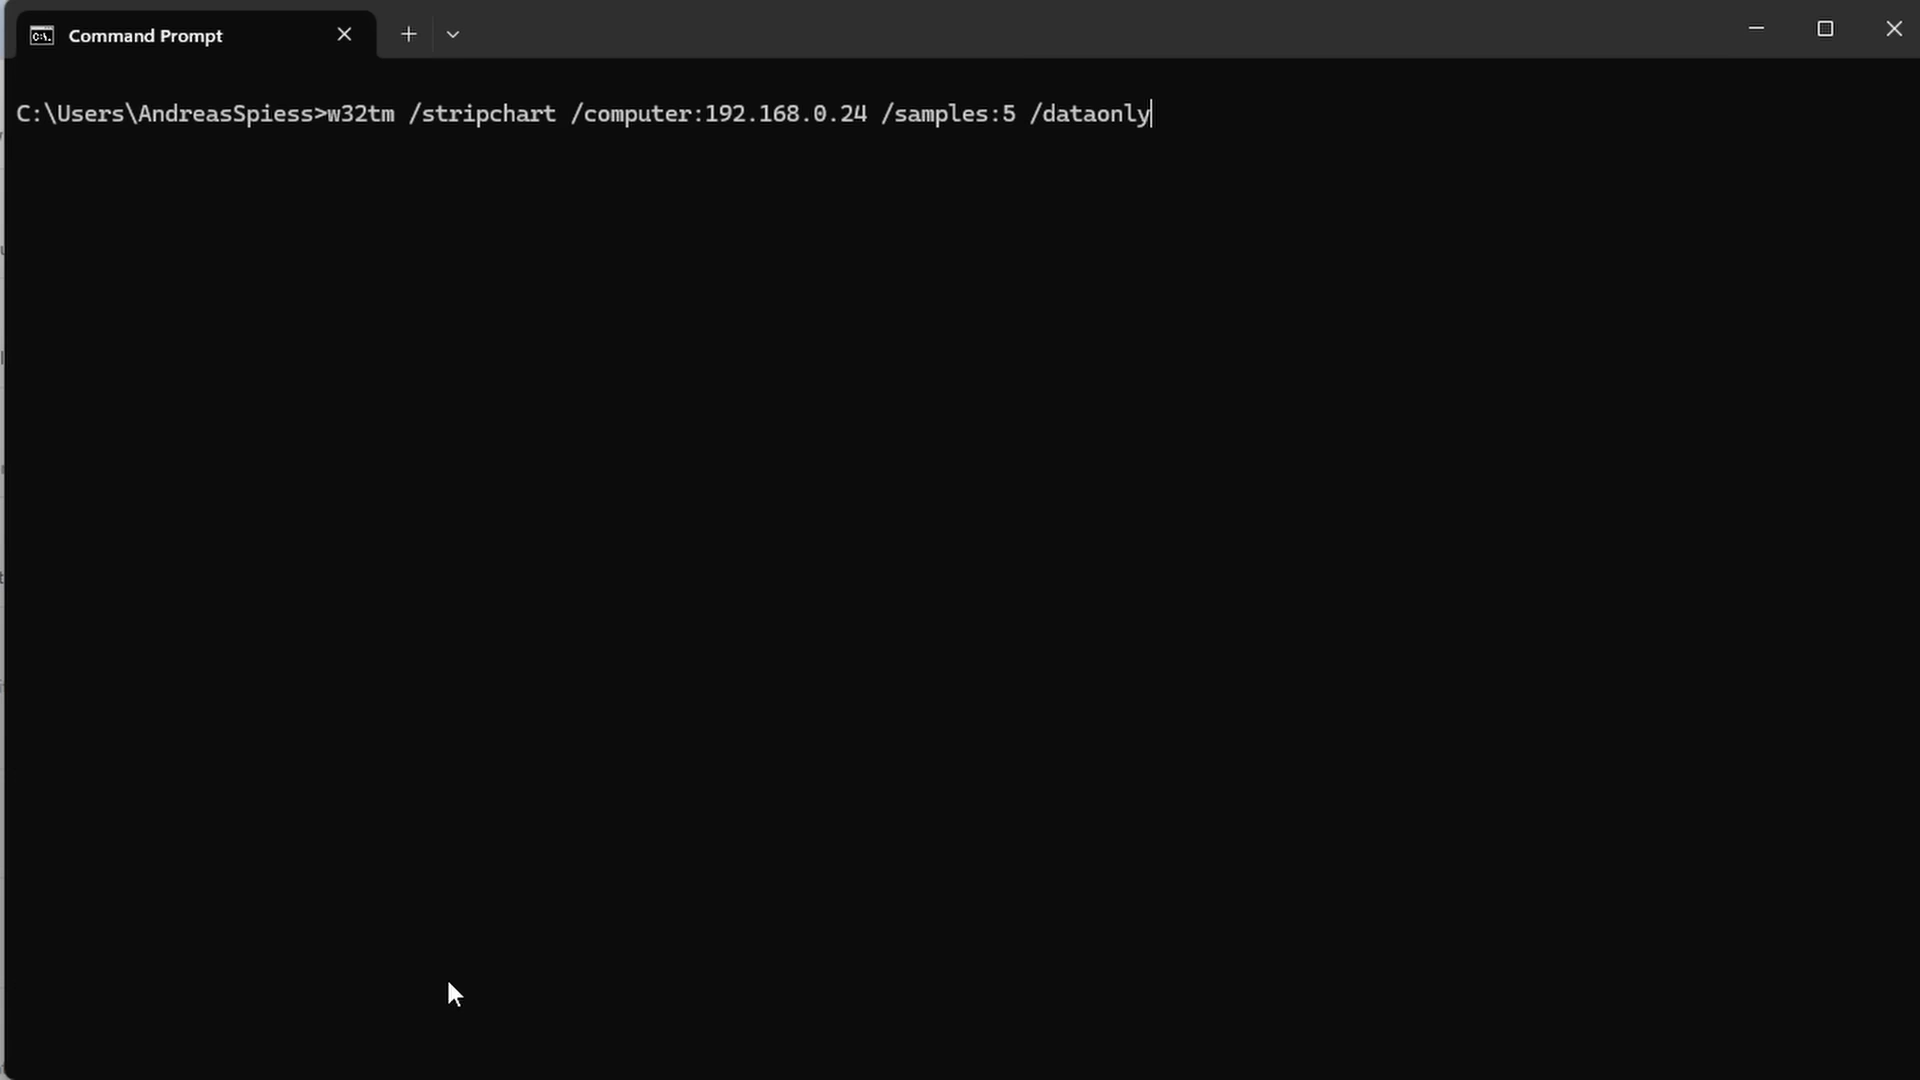 Command Prompt
C:\Users\AndreasSpiess>w32tm /stripchart /computer:192.168.0.24 /samples:5 /dataonly